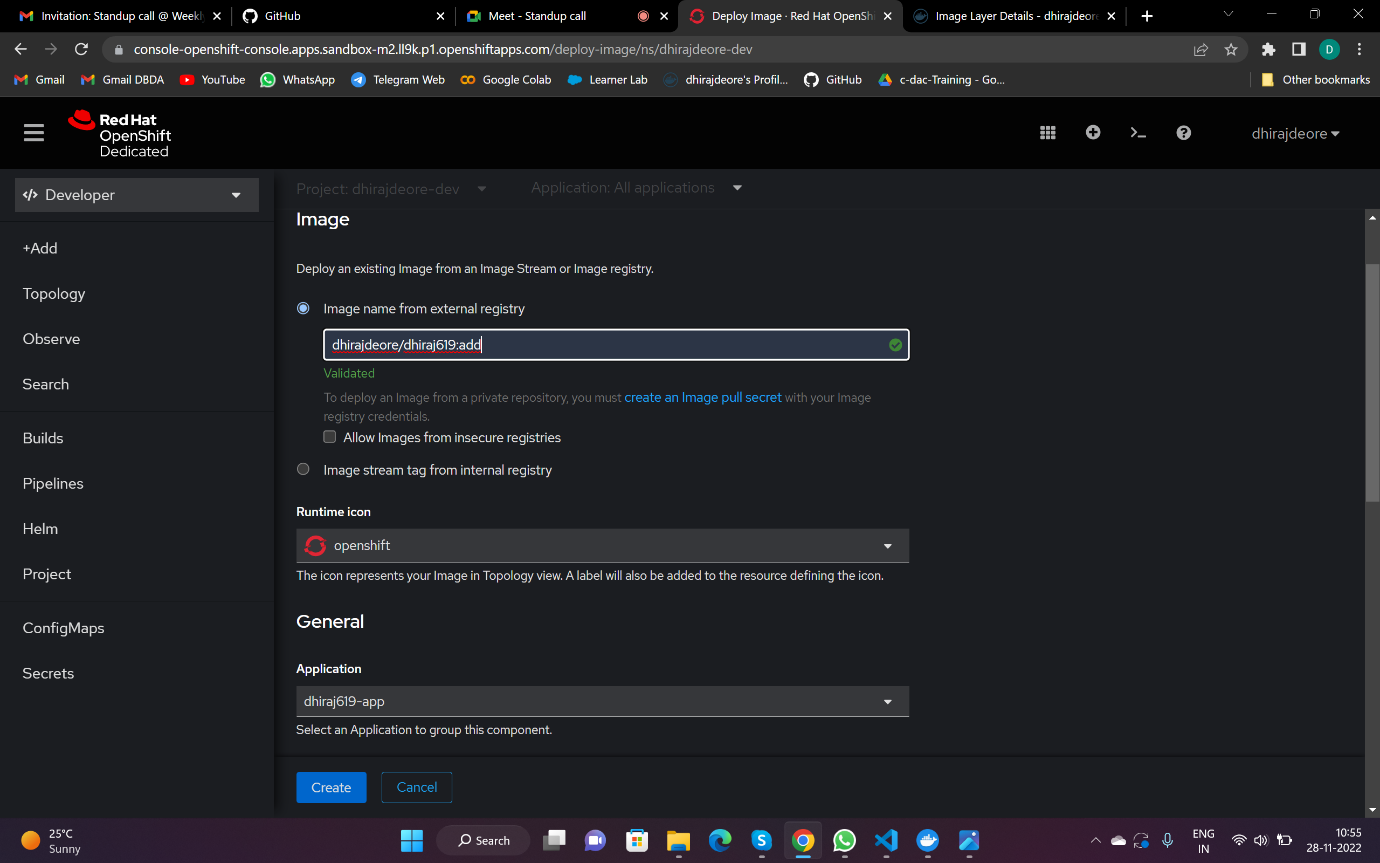 Invitation: Standup call @ Weekly
GitHub
Meet - Standup call
Deploy Image · Red Hat OpenShi
Image Layer Details - dhirajdeore
console-openshift-console.apps.sandbox-m2.ll9k.p1.openshiftapps.com/deploy-image/ns/dhirajdeore-dev
D
Gmail
Gmail DBDA
YouTube
WhatsApp
Telegram Web
Google Colab
Learner Lab
dhirajdeore's Profil...
GitHub
c-dac-Training - Go...
Other bookmarks
Red Hat
OpenShift
Dedicated
dhirajdeore
Developer
Project: dhirajdeore-dev
Application: All applications
+Add
Topology
Observe
Search
Builds
Pipelines
Helm
Project
ConfigMaps
Secrets
Image
Deploy an existing Image from an Image Stream or Image registry.
Image name from external registry
dhirajdeore/dhiraj619:add
Validated
To deploy an Image from a private repository, you must create an Image pull secret with your Image
registry credentials.
Allow Images from insecure registries
Image stream tag from internal registry
Runtime icon
openshift
The icon represents your Image in Topology view. A label will also be added to the resource defining the icon.
General
Application
dhiraj619-app
Select an Application to group this component.
Create
Cancel
25°C
Sunny
Search
ENG
IN
10:55
28-11-2022